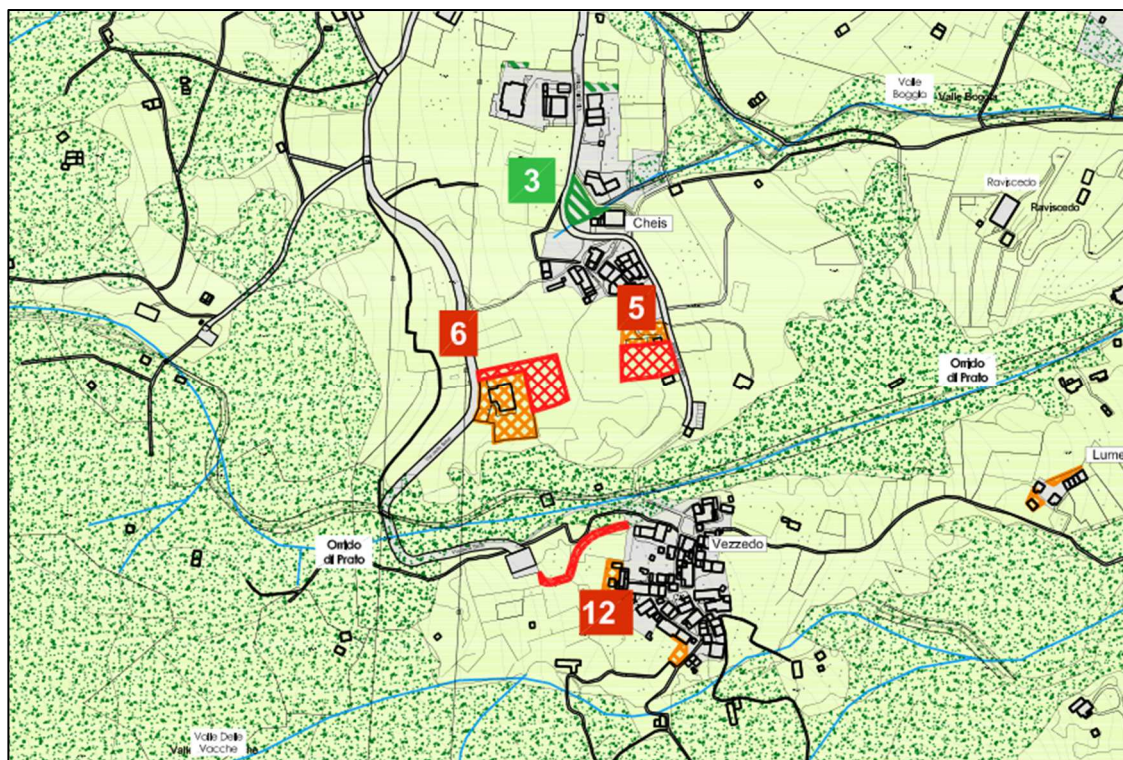 Valle
Boggia
Valle Boggia
3
Raviscedo
Raviscedo
Cheis
5
6
Orrido
di Prato
Lume
Orrido
di Prato
Vezzedo
12
Valle Delle
Vacche